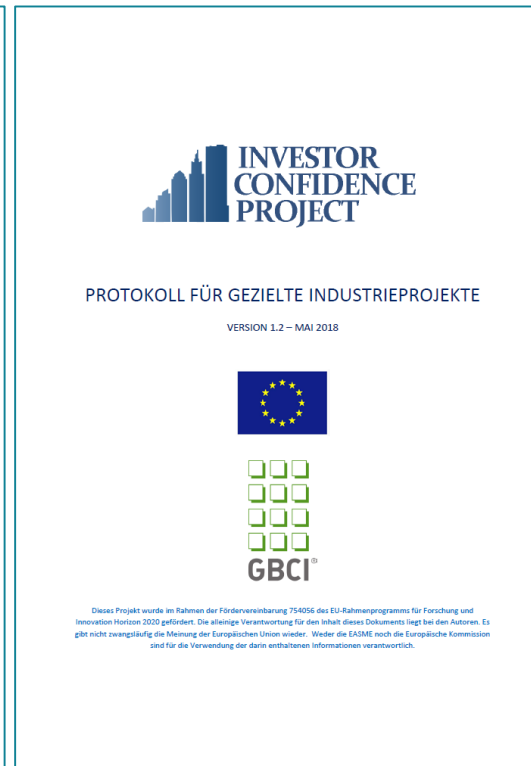 INVESTOR
CONFIDENCE
PROJECT
PROTOKOLL FÜR GEZIELTE INDUSTRIEPROJEKTE
VERSION 1.2 – MAI 2018
GBCI®
Dieses Projekt wurde im Rahmen der Fördervereinbarung 754056 des EU-Rahmenprogramms für Forschung und
Innovation Horizon 2020 gefördert. Die alleinige Verantwortung für den Inhalt dieses Dokuments liegt bei den Autoren. Es
gibt nicht zwangsläufig die Meinung der Europäischen Union wieder. Weder die EASME noch die Europäische Kommission
sind für die Verwendung der darin enthaltenen Informationen verantwortlich.